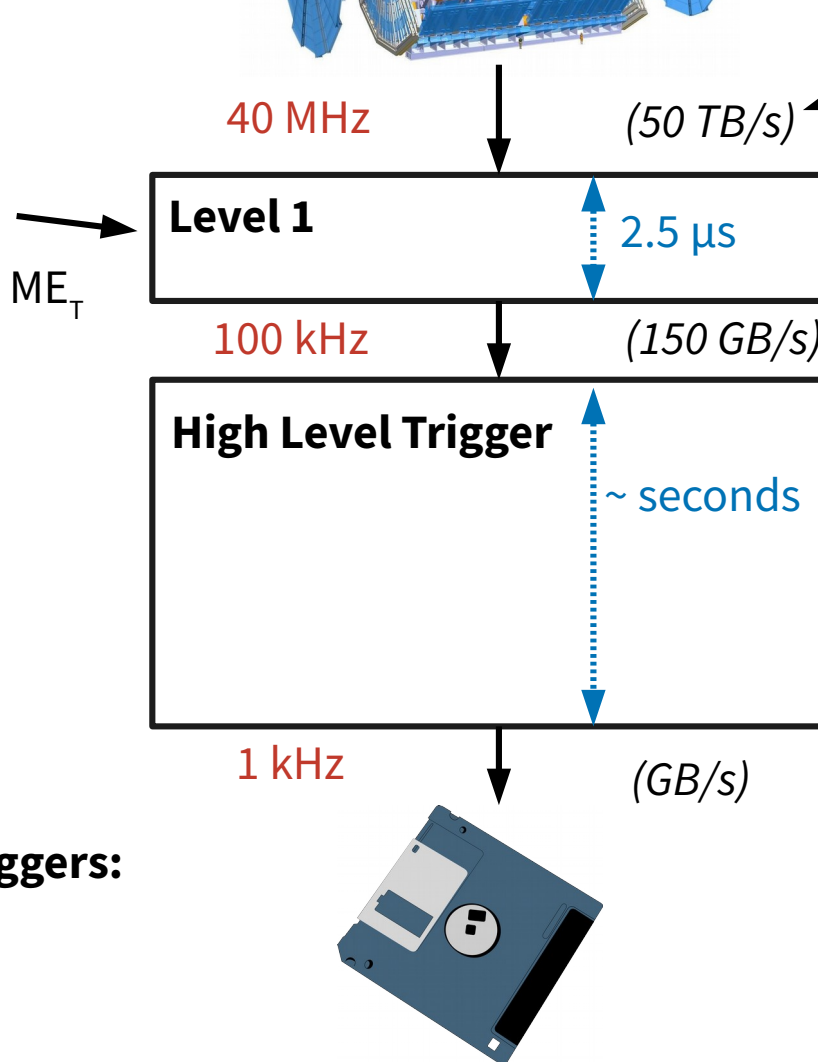 40 MHz (50 TB/s)
Level 1
2.5 μs
ME_T
100 kHz (150 GB/s)
High Level Trigger
~ seconds
1 kHz (GB/s)
ggers: